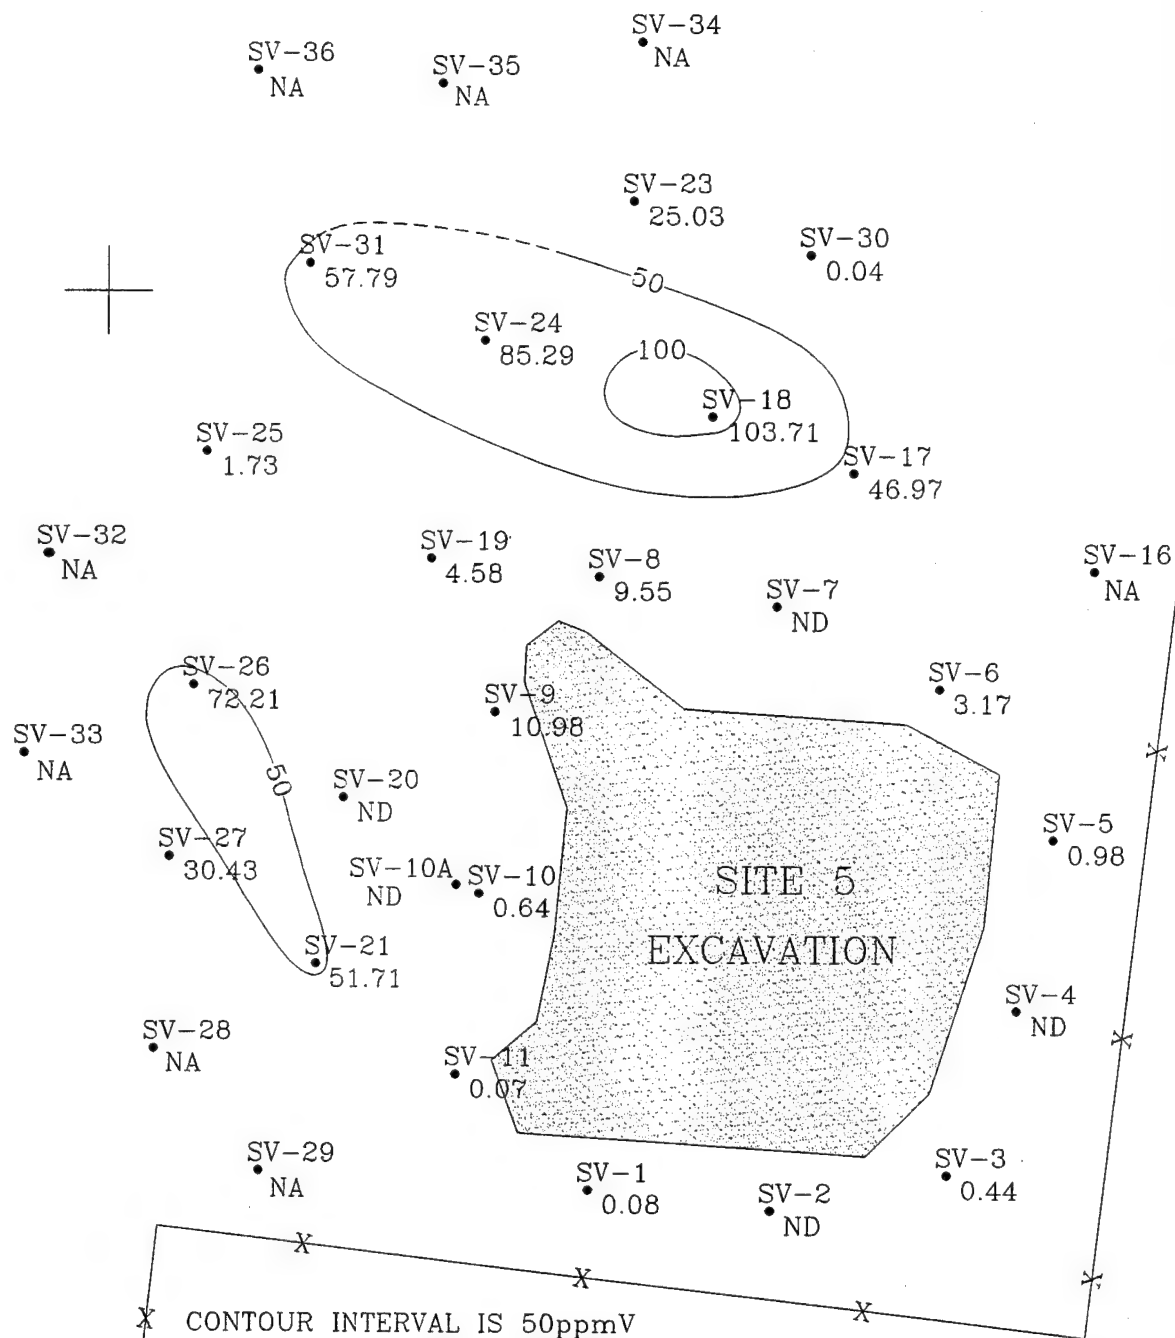 SV-34
NA
SV-36
NA
SV-35
NA
SV-23
25.03
SV-31
57.79
SV-30
0.04
50
SV-24
85.29
100
SV-18
103.71
SV-25
1.73
SV-17
46.97
SV-32
NA
SV-19
4.58
SV-8
9.55
SV-7
ND
SV-16
NA
SV-26
72.21
SV-9
10.98
SV-6
3.17
SV-33
NA
50
SV-20
ND
SV-27
30.43
SV-10A
ND
SV-10
0.64
SITE 5
EXCAVATION
SV-5
0.98
SV-21
51.71
SV-4
ND
SV-28
NA
SV-11
0.07
SV-29
NA
SV-1
0.08
SV-2
ND
SV-3
0.44
X
X
X
X
X
X
X
CONTOUR INTERVAL IS 50ppmV